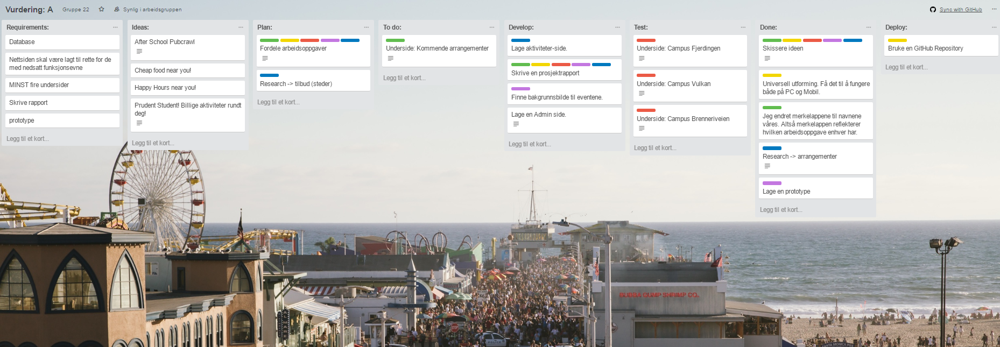 Vurdering: A
Gruppe 22
Synlig i arbeidsgruppen
Sync with GitHub
Requirements:
Database
Nettsiden skal være lagt til rette for de
med nedsatt funksjonsevne
MINST fire undersider
Skrive rapport
prototype
Legg til et kort...
Ideas:
After School Pubcrawl
Cheap food near you!
Happy Hours near you!
Prudent Student! Billige aktiviteter rundt
deg!
Legg til et kort...
Plan:
Fordele arbeidsoppgaver
Research -> tilbud (steder)
Legg til et kort...
To do:
Underside: Kommende arrangementer
Legg til et kort...
Develop:
Lage aktiviteter-side.
Skrive en prosjektrapport
Finne bakgrunnsbilde til eventene.
Lage en Admin side.
Legg til et kort...
Test:
Underside: Campus Fjerdingen
Underside: Campus Vulkan
Underside: Campus Brenneriveien
Legg til et kort...
Done:
Skissere ideen
Universell utforming. Få det til å fungere
både på PC og Mobil.
Jeg endret merkelappene til navnene
våres. Altså merkelappen reflekterer
hvilken arbeidsoppgave enhver har.
Research -> arrangementer
Lage en prototype
Legg til et kort...
Deploy:
Bruke en GitHub Repository
Legg til et kort...
BUBBA GUMP SHRIMP CO.
STOP
POLICE
SANTA MONICA PIER